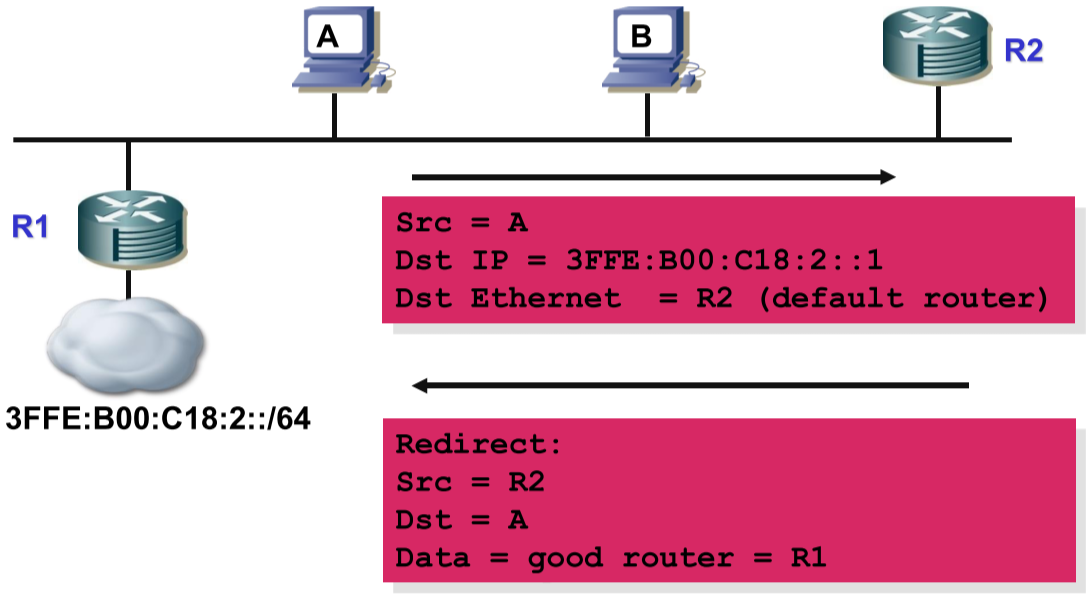 A
B
R2
R1
Src = A
Dst IP = 3FFE:B00:C18:2::1
Dst Ethernet  = R2 (default router)
3FFE:B00:C18:2::/64
Redirect:
Src = R2
Dst = A
Data = good router = R1